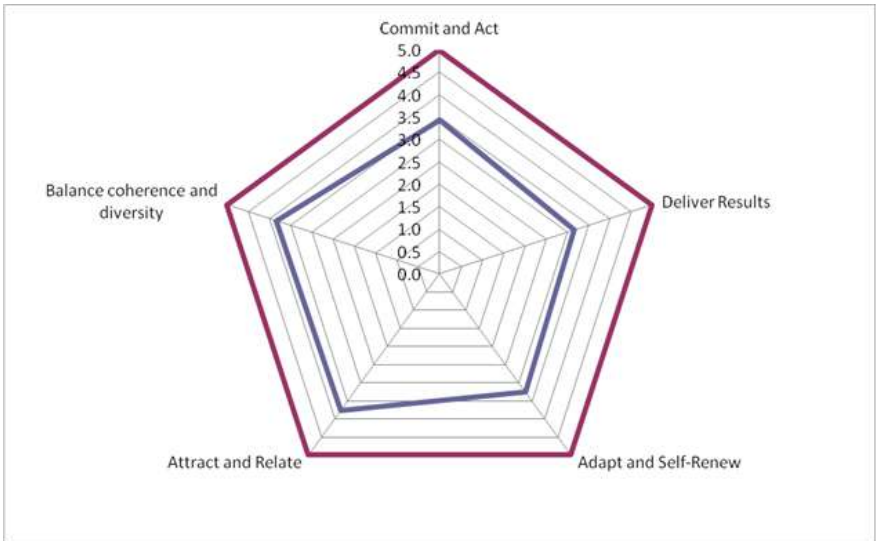 Commit and Act
5.0
4.5
4.0
3.5
3.0
2.5
2.0
1.5
1.0
0.5
0.0
Balance coherence and
diversity
Deliver Results
Attract and Relate
Adapt and Self-Renew